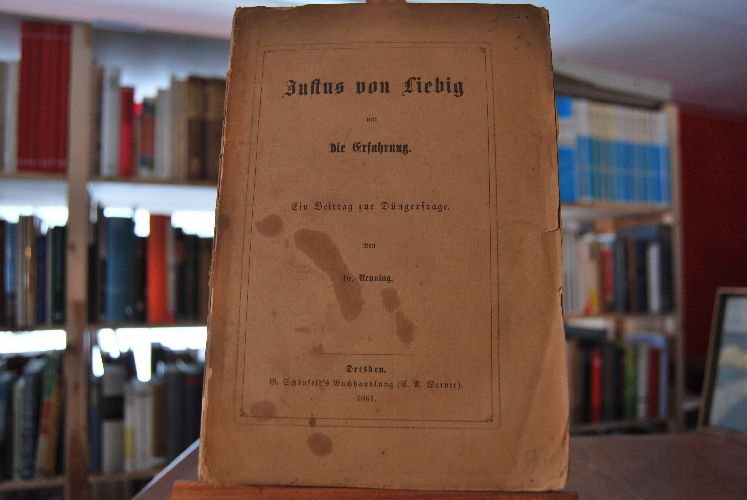 Justus von Liebig
und
die Erfahrung.
Ein Beitrag zur Düngerfrage.
Von
Dr. Renning.
Dresden.
G. Schönfeld's Buchhandlung (C. A. Werner).
1861.